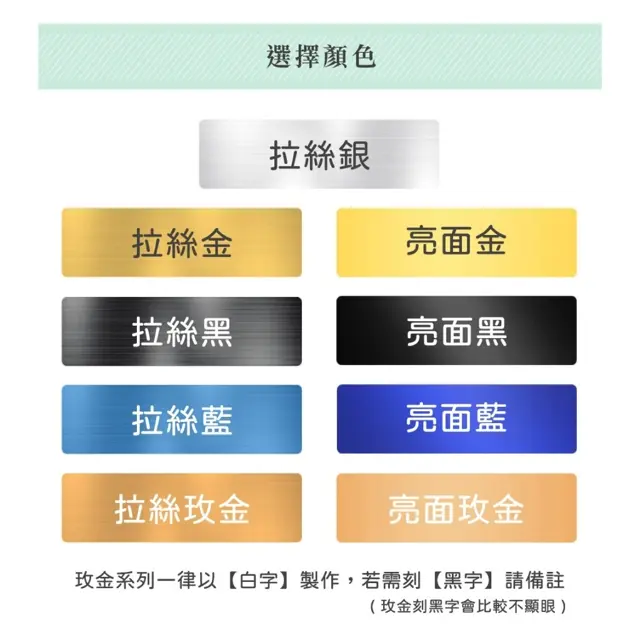 選擇顏色
拉絲銀
拉絲金
亮面金
拉絲黑
亮面黑
拉絲藍
亮面藍
拉絲玫金
亮面玫金
玫金系列一律以【白字】製作，若需刻【黑字】請備註
( 玫金刻黑字會比較不顯眼 )